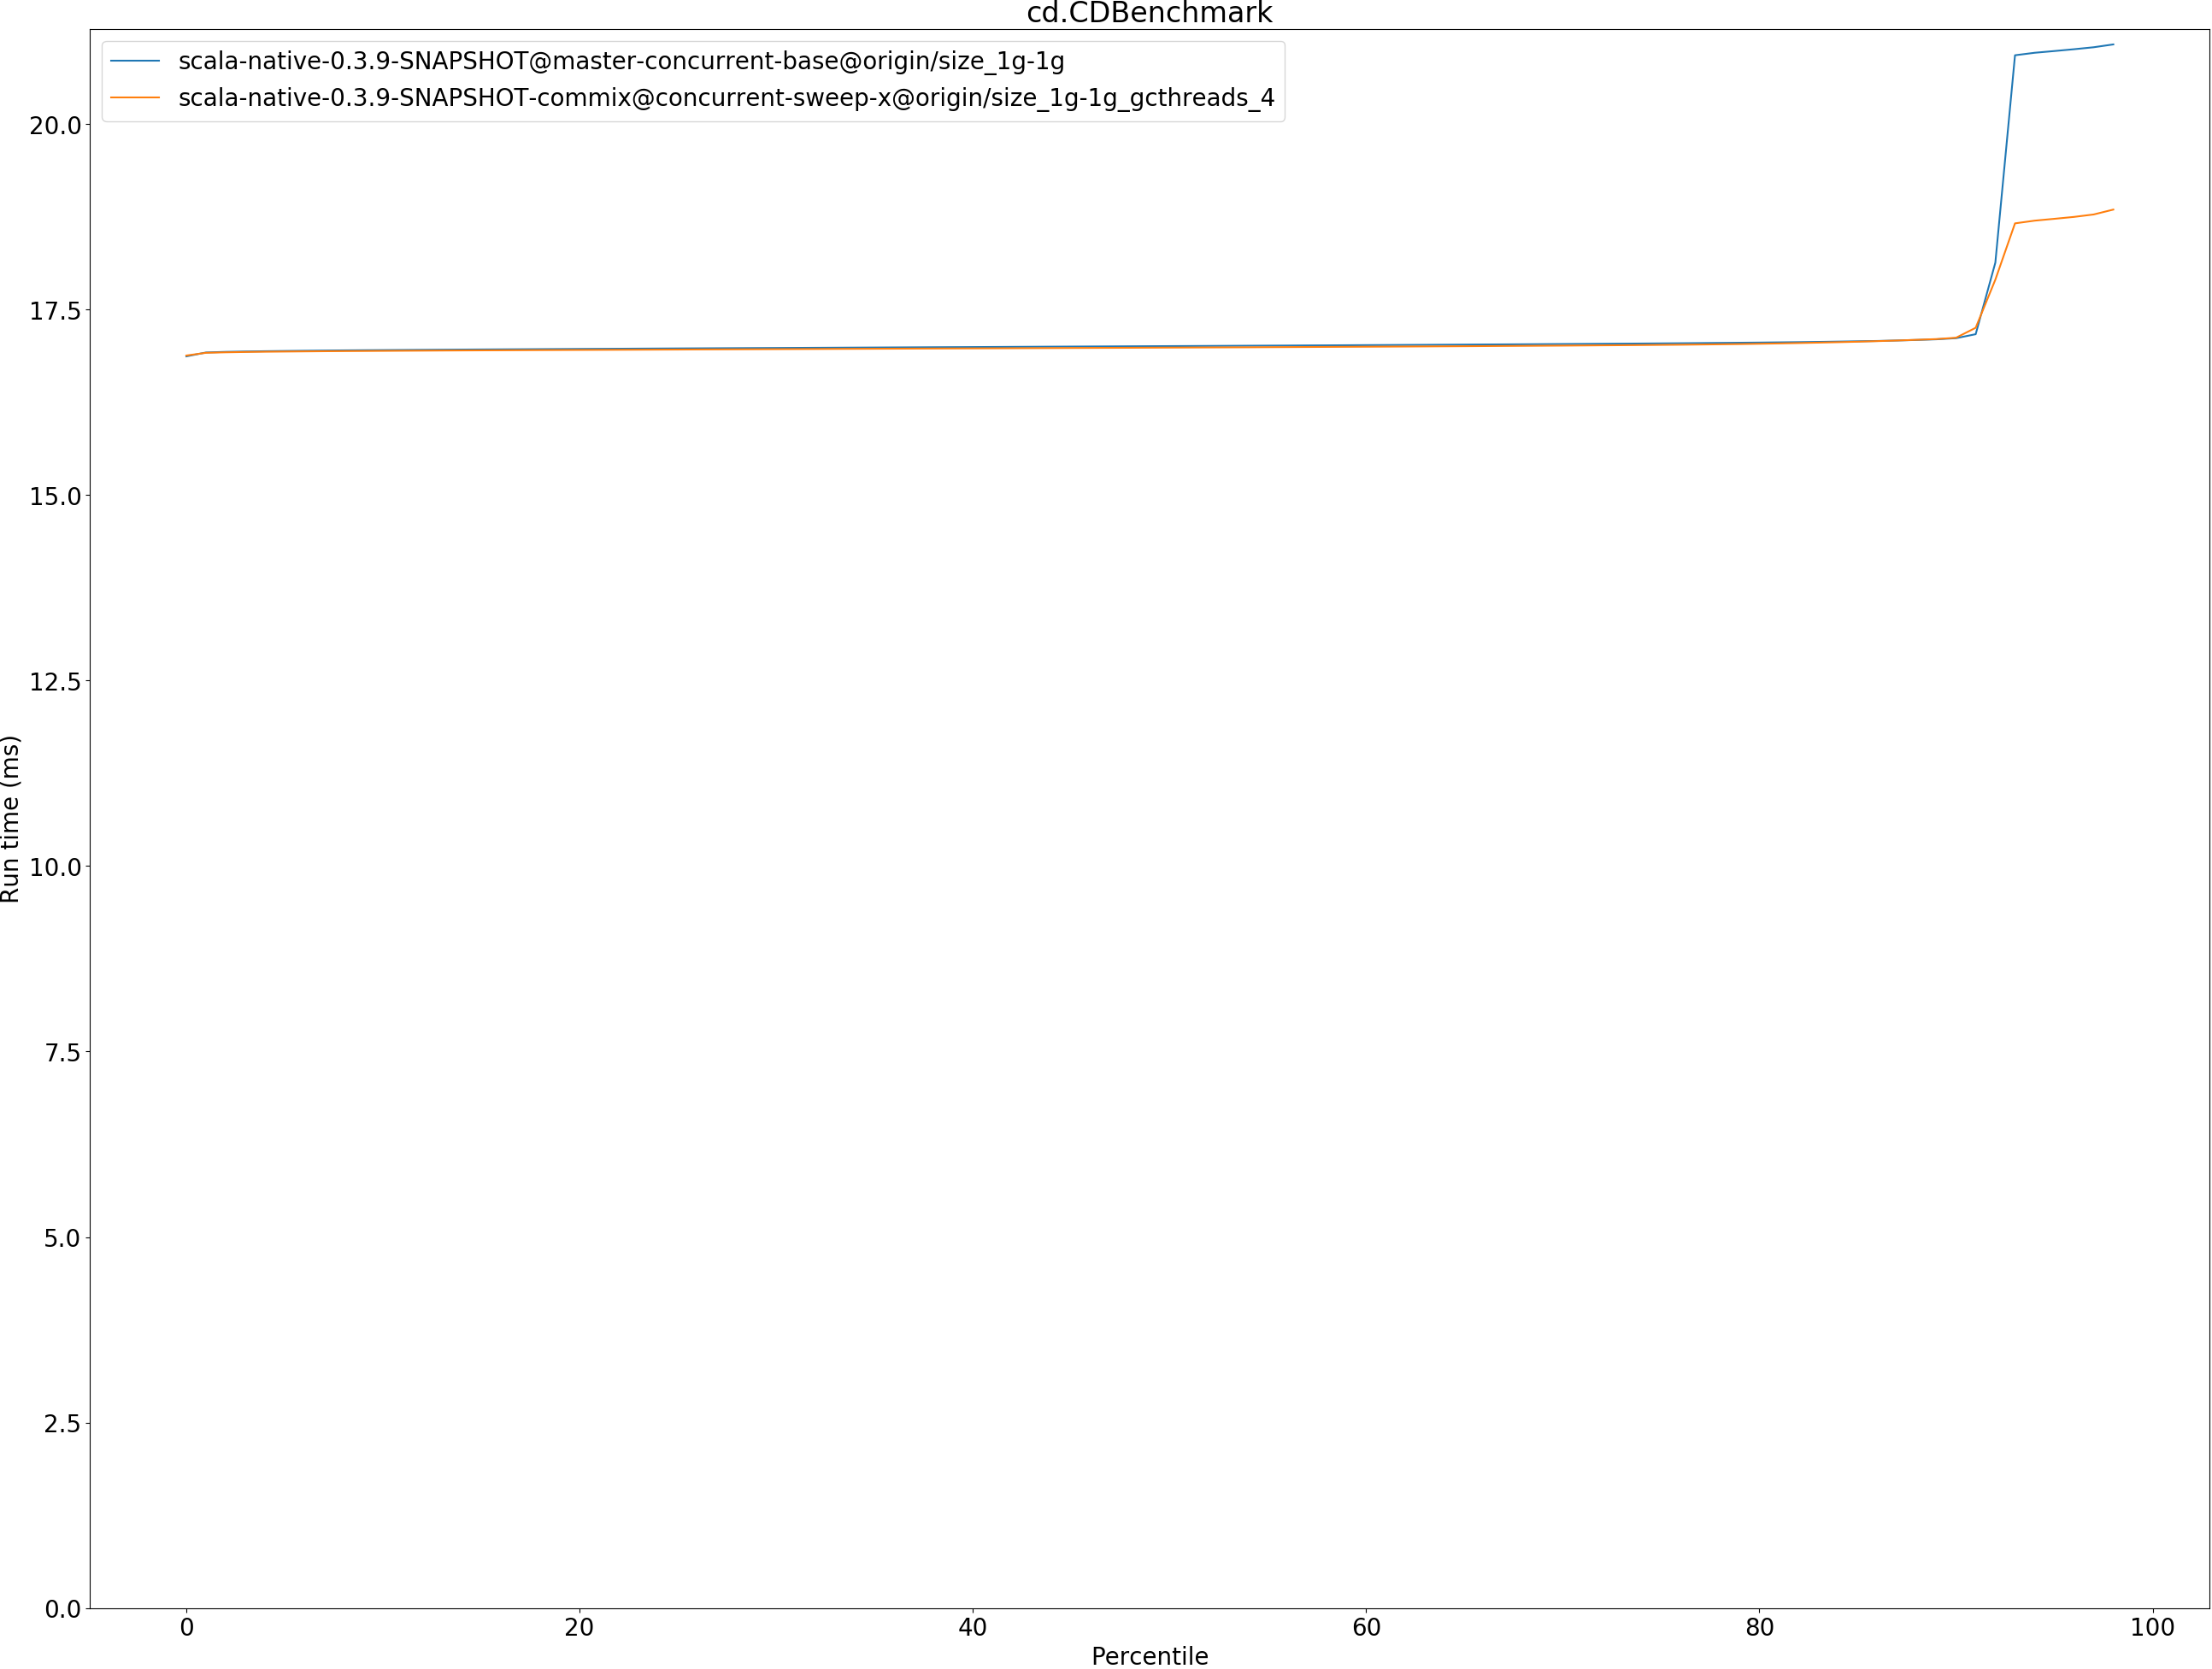 cd.CDBenchmark
scala-native-0.3.9-SNAPSHOT@master-concurrent-base@origin/size_1g-1g
scala-native-0.3.9-SNAPSHOT-commix@concurrent-sweep-x@origin/size_1g-1g_gcthreads_4
20.0
17.5
15.0
12.5
10.0
7.5
5.0
2.5
0.0
Run time (ms)
0 20 40 60 80 100
Percentile